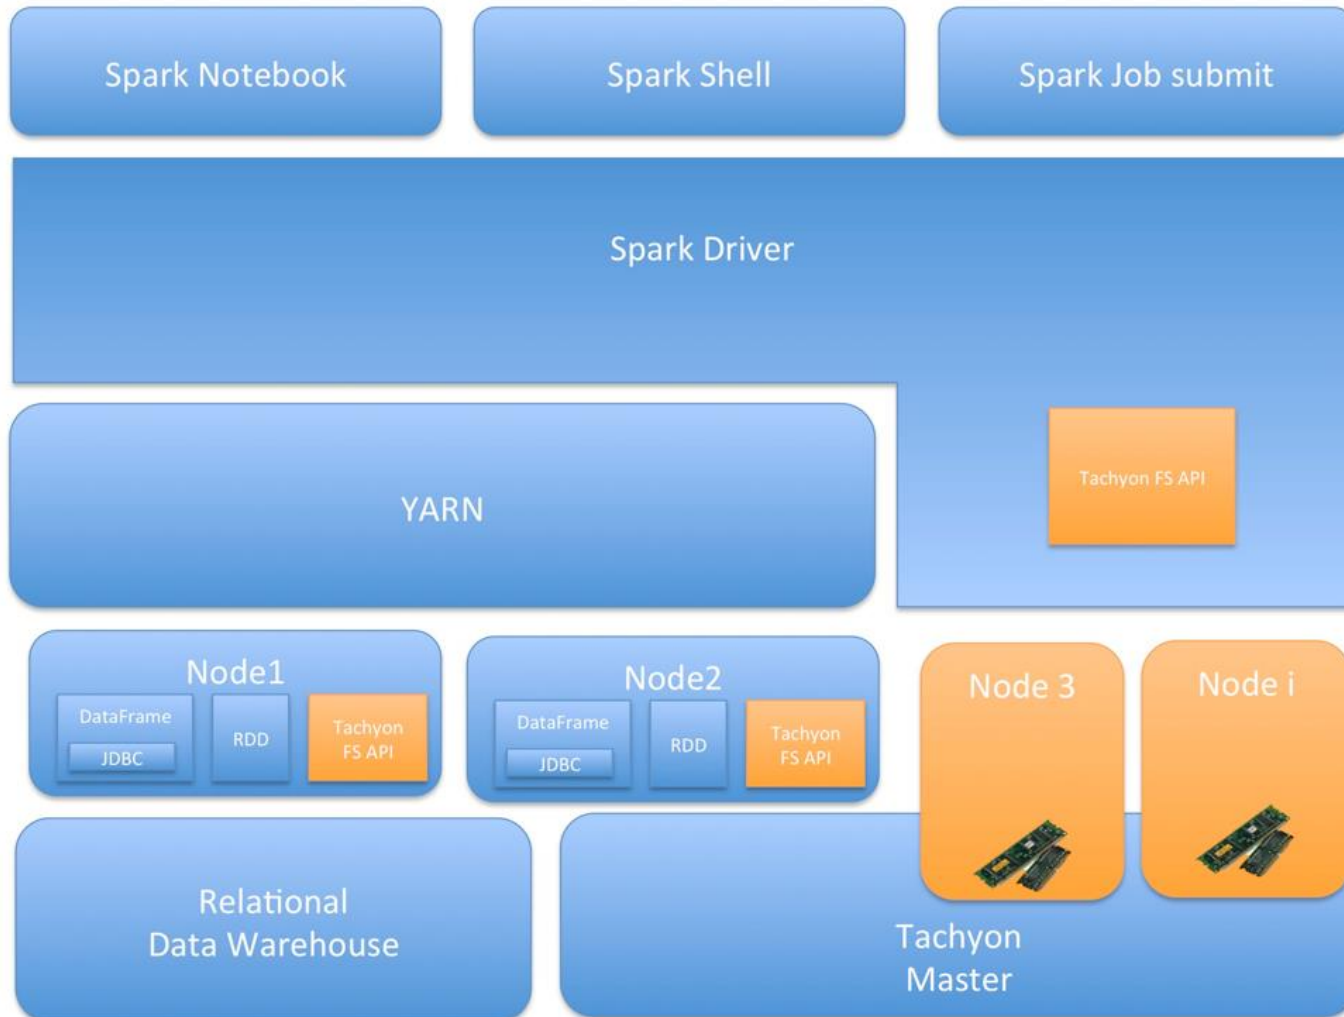 Spark Notebook
Spark Shell
Spark Job submit
Spark Driver
YARN
Tachyon FS API
Node1
DataFrame
JDBC
RDD
Tachyon
FS API
Node2
DataFrame
JDBC
RDD
Tachyon
FS API
Node 3
Node i
Relational
Data Warehouse
Tachyon
Master